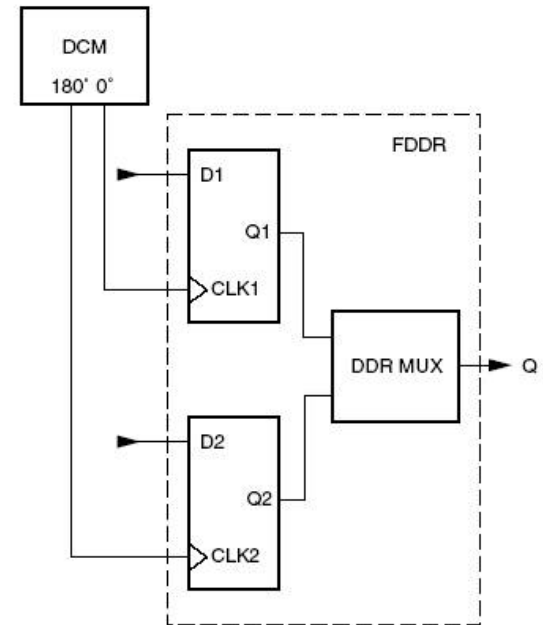 DCM
180˚ 0˚
FDDR
D1
Q1
CLK1
DDR MUX
Q
D2
Q2
CLK2